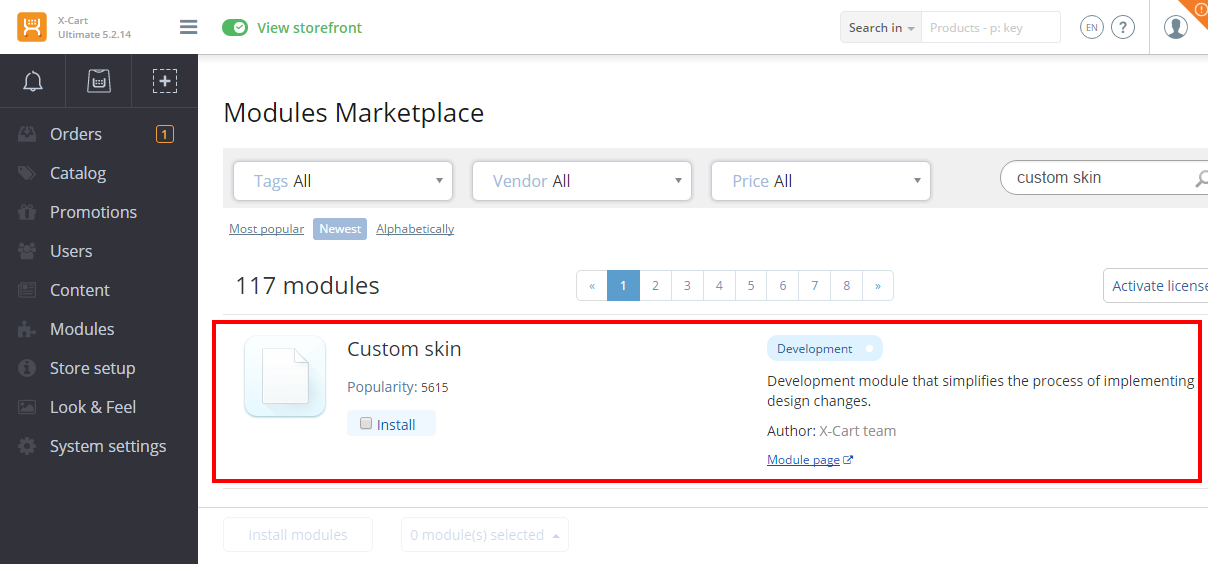 X-Cart
Ultimate 5.2.14
View storefront
Search in
Products - p: key
EN
?
Orders
1
Catalog
Promotions
Users
Content
Modules
Store setup
Look & Feel
System settings
Modules Marketplace
Tags All
Vendor All
Price All
custom skin
Most popular
Newest
Alphabetically
117 modules
« 1 2 3 4 5 6 7 8 »
Activate license
Custom skin
Popularity: 5615
Install
Development
Development module that simplifies the process of implementing
design changes.
Author: X-Cart team
Module page
Install modules
0 module(s) selected